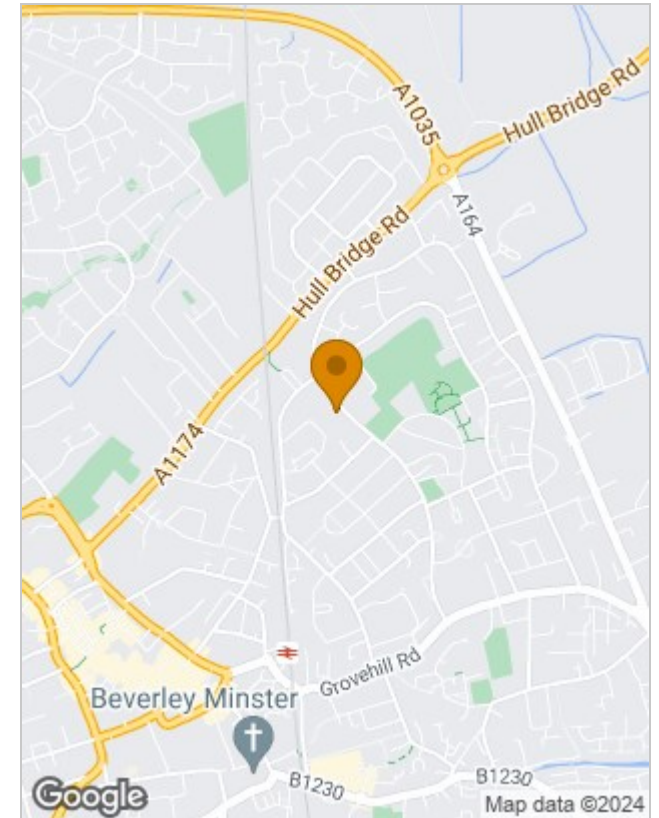 A1035
Hull Bridge Rd
A164
Hull Bridge Rd
A1174
Grovehill Rd
Beverley Minster
B1230
B1230
Google
Map data ©2024